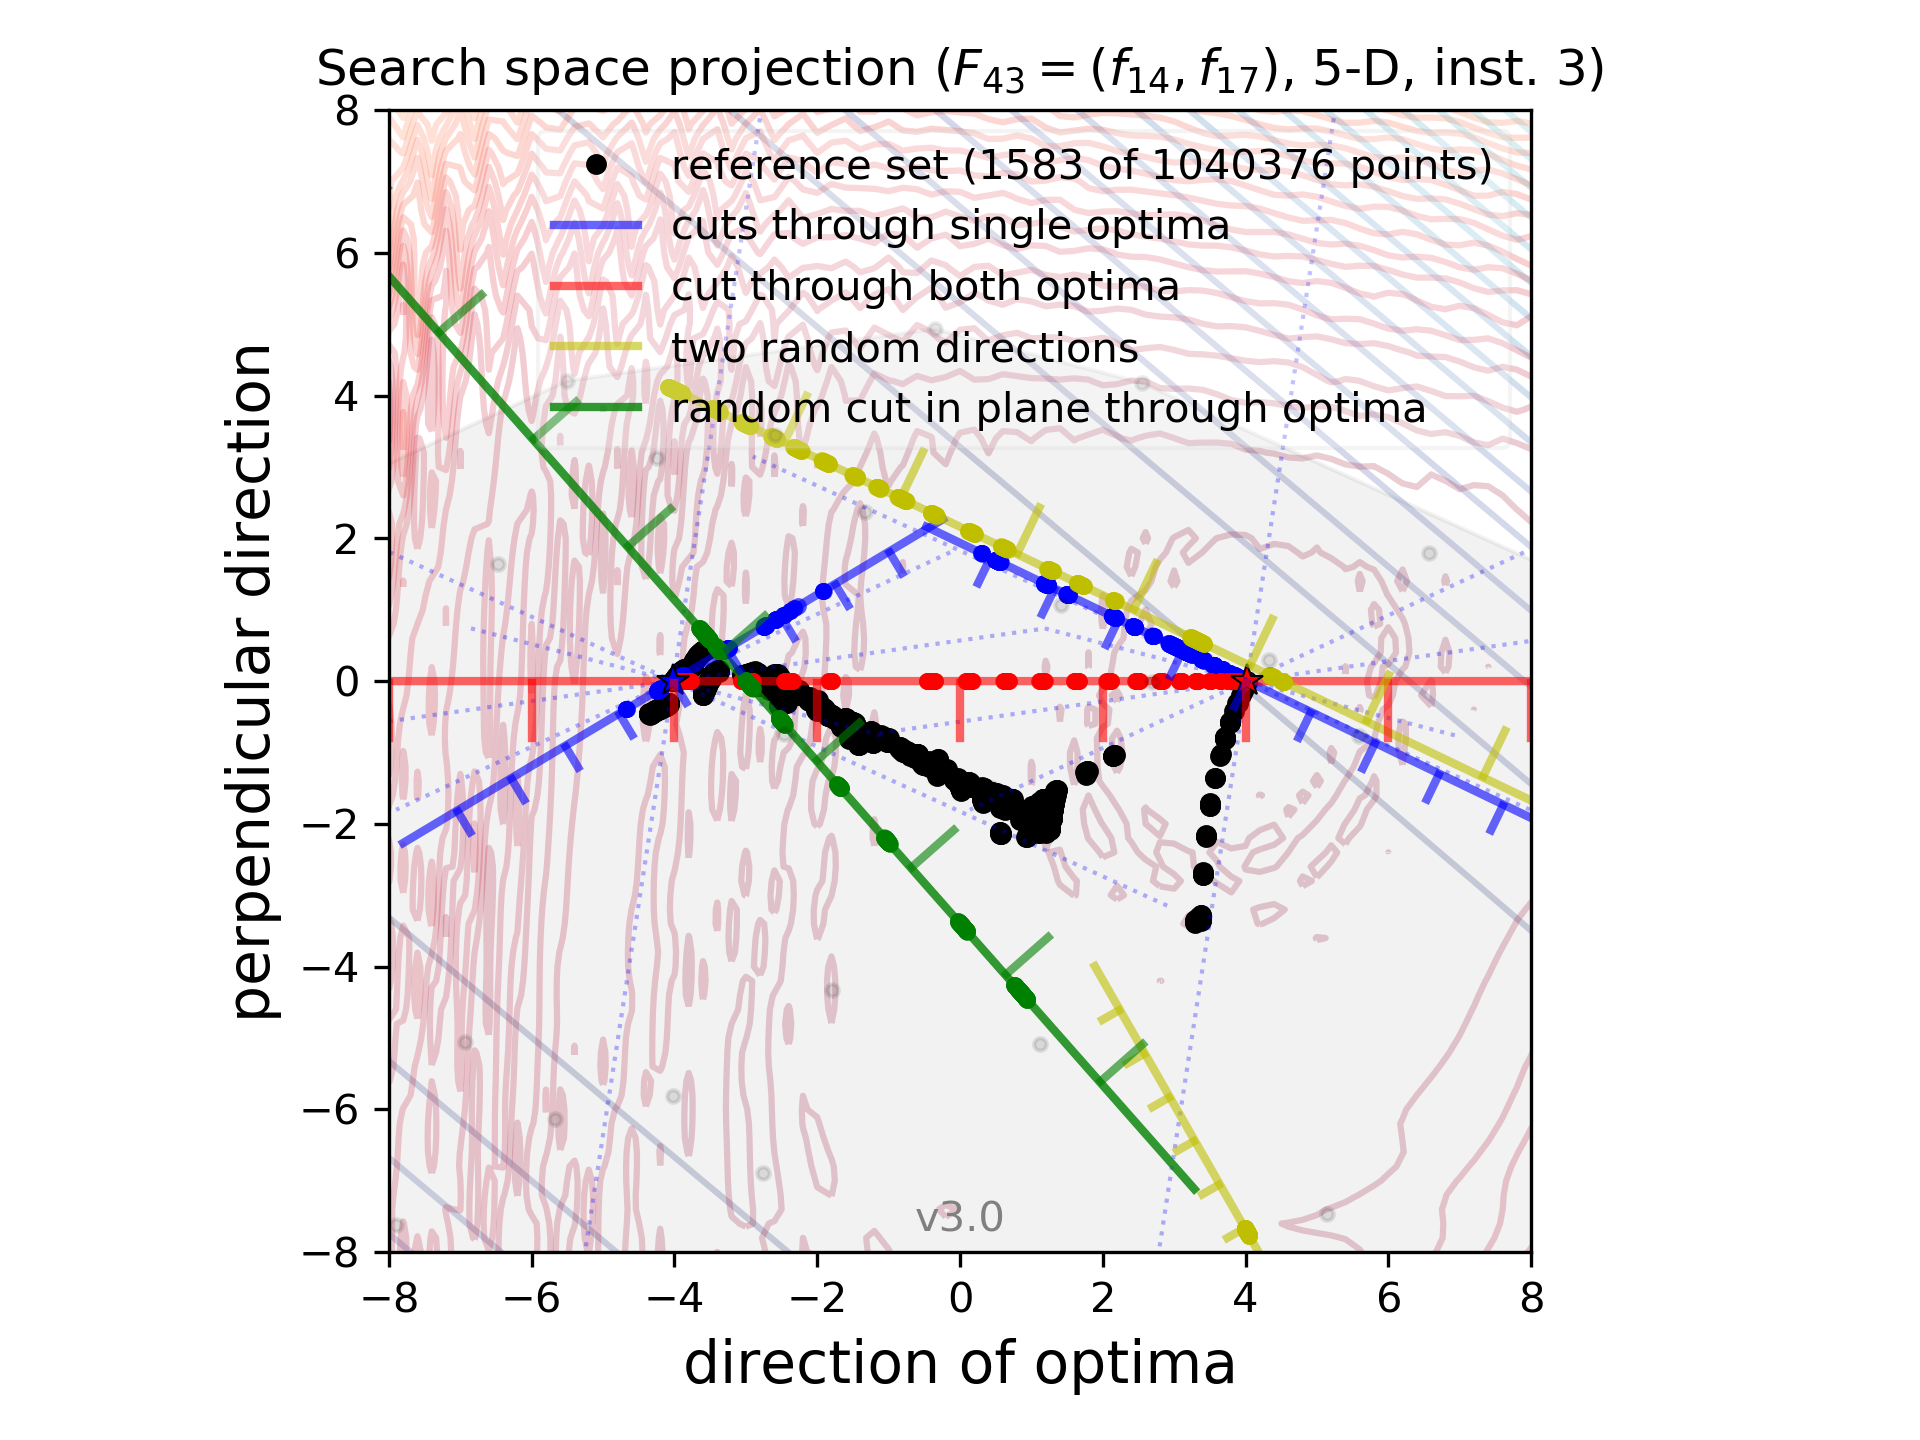 Search space projection (F43 = (f14, f17), 5-D, inst. 3)
8
6
4
2
0
−2
−4
−6
−8
perpendicular direction
reference set (1583 of 1040376 points)
cuts through single optima
cut through both optima
two random directions
random cut in plane through optima
v3.0
−8 −6 −4 −2 0 2 4 6 8
direction of optima